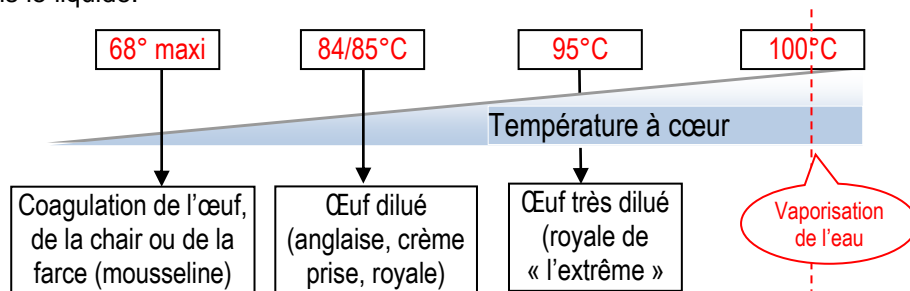 68° maxi
84/85°C
95°C
100°C
Température à cœur
Coagulation de l’œuf,
de la chair ou de la
farce (mousseline)
Œuf dilué
(anglaise, crème
prise, royale)
Œuf très dilué
(royale de
« l’extrême »
Vaporisation
de l’eau